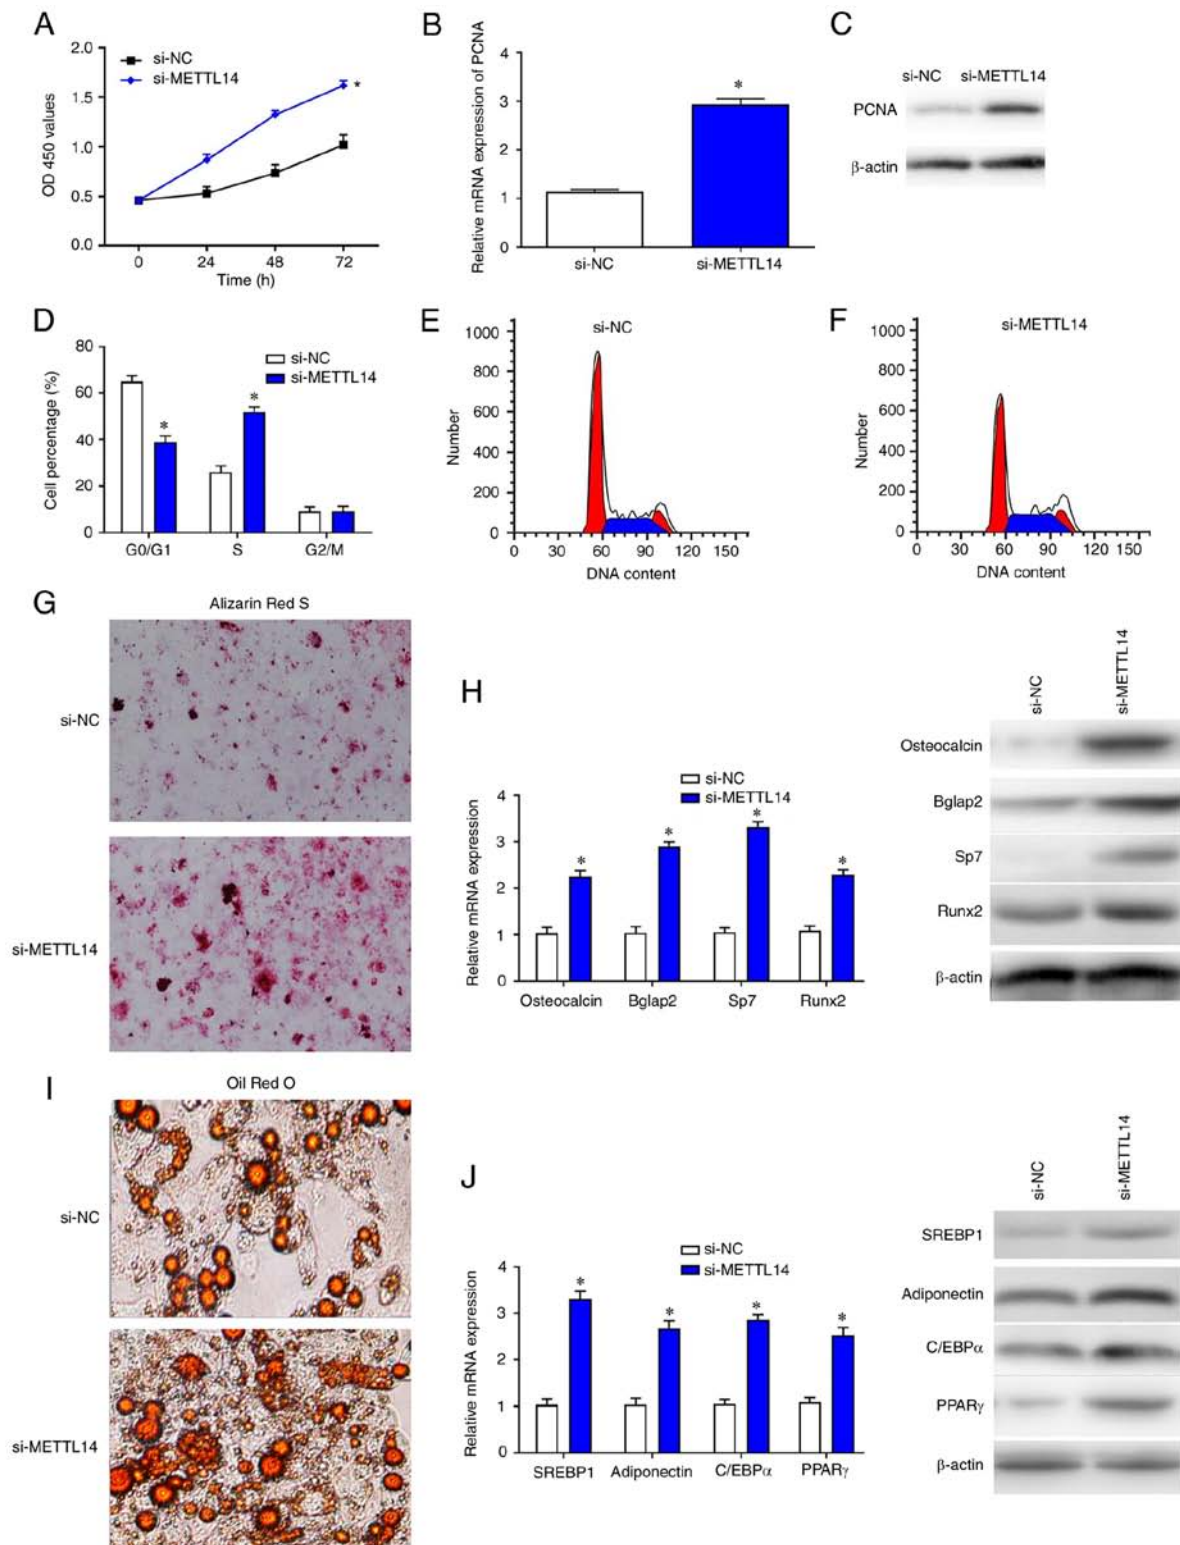 A
si-NC
si-METTL14
OD 450 values
2.0
1.5
1.0
0.5
0.0
*
0 24 48 72
Time (h)
B
Relative mRNA expression of PCNA
4
3
2
1
0
*
si-NC si-METTL14
C
si-NC si-METTL14
PCNA
β-actin
D
Cell percentage (%)
80
60
40
20
0
si-NC
si-METTL14
*
*
G0/G1 S G2/M
E
si-NC
Number
1000
800
600
400
200
0
0 30 60 90 120 150
DNA content
F
si-METTL14
Number
1000
800
600
400
200
0
0 30 60 90 120 150
DNA content
G
Alizarin Red S
si-NC
si-METTL14
H
Relative mRNA expression
4
3
2
1
0
si-NC
si-METTL14
* * * *
Osteocalcin Bglap2 Sp7 Runx2
si-NC
si-METTL14
Osteocalcin
Bglap2
Sp7
Runx2
β-actin
I
Oil Red O
si-NC
si-METTL14
J
Relative mRNA expression
4
3
2
1
0
si-NC
si-METTL14
* * * *
SREBP1 Adiponectin C/EBPα PPARγ
si-NC
si-METTL14
SREBP1
Adiponectin
C/EBPα
PPARγ
β-actin